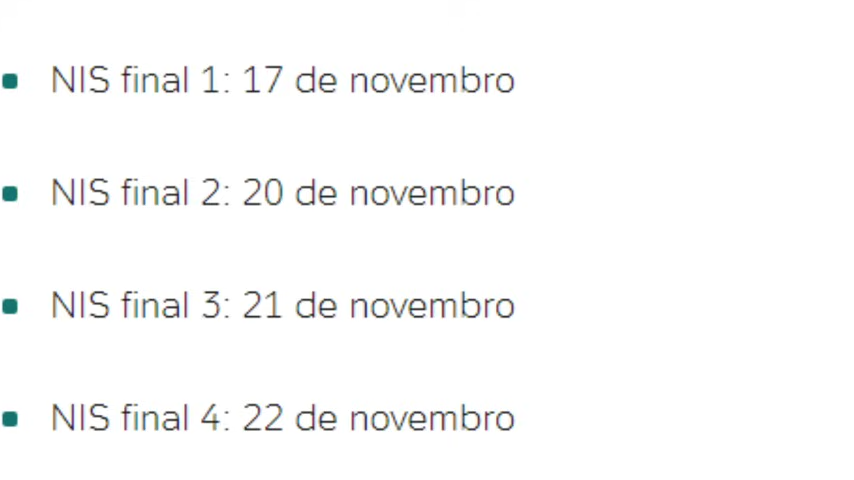 NIS final 1: 17 de novembro
NIS final 2: 20 de novembro
NIS final 3: 21 de novembro
NIS final 4: 22 de novembro